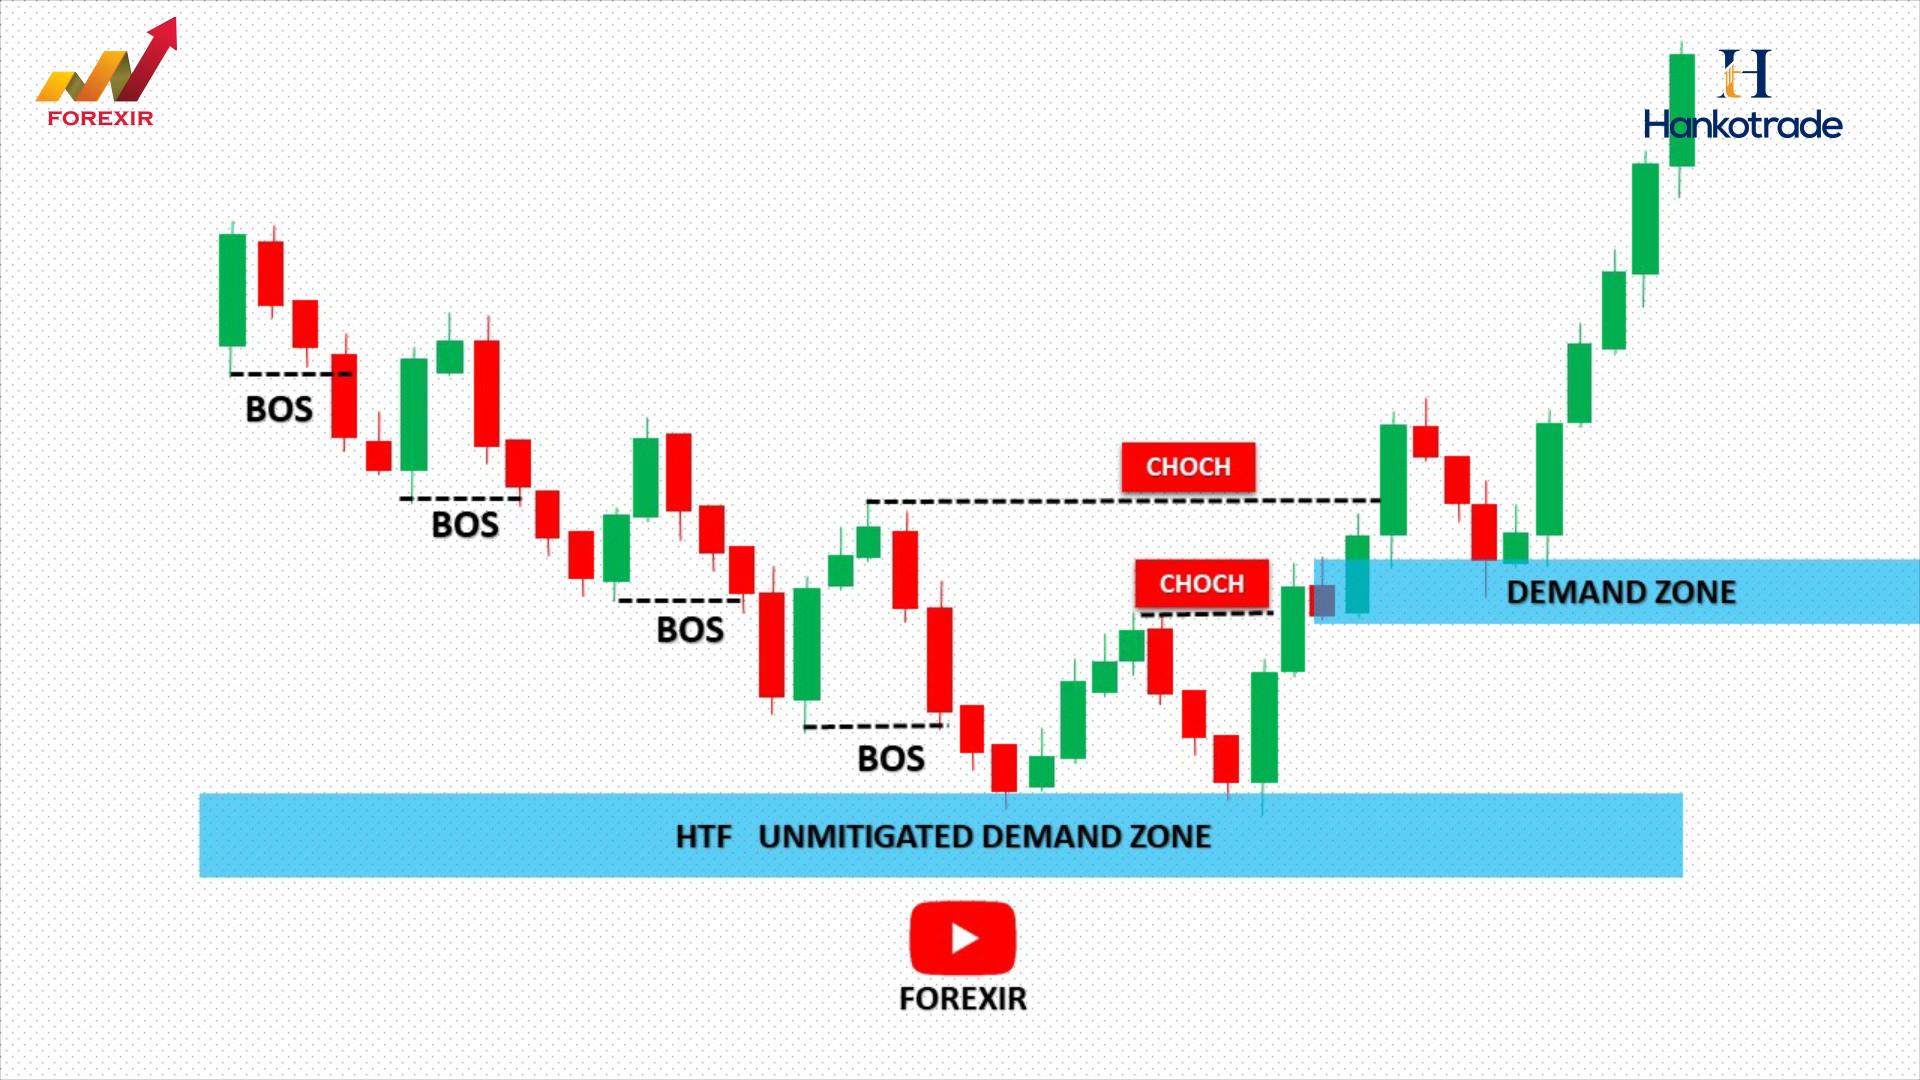 FOREXIR
Hankotrade
BOS
BOS
CHOCH
CHOCH
DEMAND ZONE
BOS
BOS
HTF UNMITIGATED DEMAND ZONE
FOREXIR